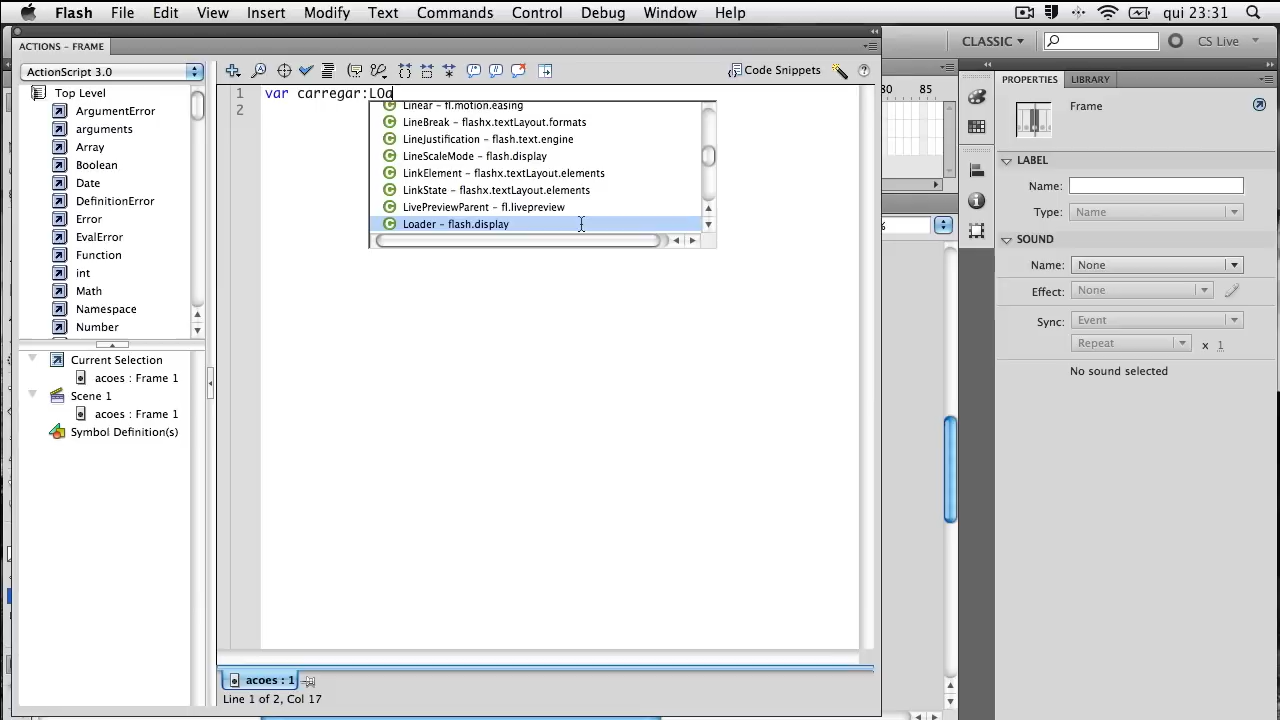 Flash File Edit View Insert Modify Text Commands Control Debug Window Help qui 23:31
ACTIONS – FRAME
CLASSIC CS Live
ActionScript 3.0
Code Snippets
PROPERTIES LIBRARY
Top Level
ArgumentError
arguments
Array
Boolean
Date
DefinitionError
Error
EvalError
Function
int
Math
Namespace
Number
Current Selection
acoes : Frame 1
Scene 1
acoes : Frame 1
Symbol Definition(s)
1 var carregar:LOa
2
Linear – fl.motion.easing
LineBreak – flashx.textLayout.formats
LineJustification – flash.text.engine
LineScaleMode – flash.display
LinkElement – flashx.textLayout.elements
LinkState – flashx.textLayout.elements
LivePreviewParent – fl.livepreview
Loader – flash.display
acoes : 1
Line 1 of 2, Col 17
80 85
%
Frame
LABEL
Name:
Type: Name
SOUND
Name: None
Effect: None
Sync: Event
Repeat x 1
No sound selected